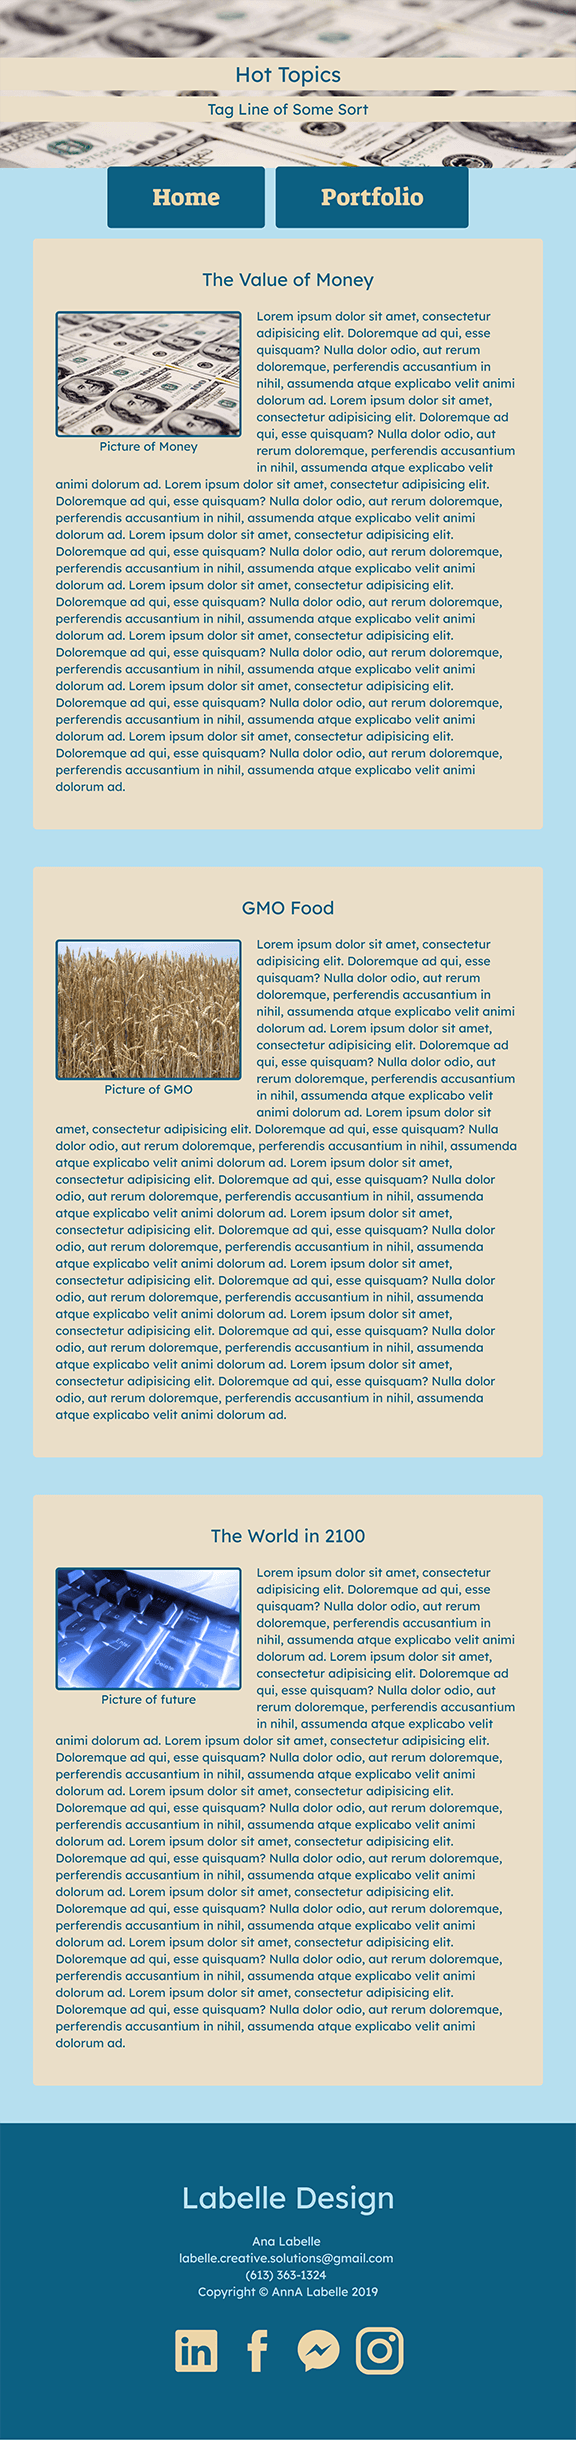 Hot Topics
Tag Line of Some Sort
Home
Portfolio
The Value of Money
Lorem ipsum dolor sit amet, consectetur
adipisicing elit. Doloremque ad qui, esse
quisquam? Nulla dolor odio, aut rerum
doloremque, perferendis accusantium in
nihil, assumenda atque explicabo velit animi
dolorum ad. Lorem ipsum dolor sit amet,
consectetur adipisicing elit. Doloremque ad
qui, esse quisquam? Nulla dolor odio, aut
rerum doloremque, perferendis accusantium
in nihil, assumenda atque explicabo velit
Picture of Money
animi dolorum ad. Lorem ipsum dolor sit amet, consectetur adipisicing elit.
Doloremque ad qui, esse quisquam? Nulla dolor odio, aut rerum doloremque,
perferendis accusantium in nihil, assumenda atque explicabo velit animi
dolorum ad. Lorem ipsum dolor sit amet, consectetur adipisicing elit.
Doloremque ad qui, esse quisquam? Nulla dolor odio, aut rerum doloremque,
perferendis accusantium in nihil, assumenda atque explicabo velit animi
dolorum ad. Lorem ipsum dolor sit amet, consectetur adipisicing elit.
Doloremque ad qui, esse quisquam? Nulla dolor odio, aut rerum doloremque,
perferendis accusantium in nihil, assumenda atque explicabo velit animi
dolorum ad. Lorem ipsum dolor sit amet, consectetur adipisicing elit.
Doloremque ad qui, esse quisquam? Nulla dolor odio, aut rerum doloremque,
perferendis accusantium in nihil, assumenda atque explicabo velit animi
dolorum ad. Lorem ipsum dolor sit amet, consectetur adipisicing elit.
Doloremque ad qui, esse quisquam? Nulla dolor odio, aut rerum doloremque,
perferendis accusantium in nihil, assumenda atque explicabo velit animi
dolorum ad. Lorem ipsum dolor sit amet, consectetur adipisicing elit.
Doloremque ad qui, esse quisquam? Nulla dolor odio, aut rerum doloremque,
perferendis accusantium in nihil, assumenda atque explicabo velit animi
dolorum ad.
GMO Food
Lorem ipsum dolor sit amet, consectetur
adipisicing elit. Doloremque ad qui, esse
quisquam? Nulla dolor odio, aut rerum
doloremque, perferendis accusantium in
nihil, assumenda atque explicabo velit animi
dolorum ad. Lorem ipsum dolor sit amet,
consectetur adipisicing elit. Doloremque ad
qui, esse quisquam? Nulla dolor odio, aut
rerum doloremque, perferendis accusantium
in nihil, assumenda atque explicabo velit
animi dolorum ad. Lorem ipsum dolor sit
Picture of GMO
amet, consectetur adipisicing elit. Doloremque ad qui, esse quisquam? Nulla
dolor odio, aut rerum doloremque, perferendis accusantium in nihil, assumenda
atque explicabo velit animi dolorum ad. Lorem ipsum dolor sit amet,
consectetur adipisicing elit. Doloremque ad qui, esse quisquam? Nulla dolor
odio, aut rerum doloremque, perferendis accusantium in nihil, assumenda
atque explicabo velit animi dolorum ad. Lorem ipsum dolor sit amet,
consectetur adipisicing elit. Doloremque ad qui, esse quisquam? Nulla dolor
odio, aut rerum doloremque, perferendis accusantium in nihil, assumenda
atque explicabo velit animi dolorum ad. Lorem ipsum dolor sit amet,
consectetur adipisicing elit. Doloremque ad qui, esse quisquam? Nulla dolor
odio, aut rerum doloremque, perferendis accusantium in nihil, assumenda
atque explicabo velit animi dolorum ad. Lorem ipsum dolor sit amet,
consectetur adipisicing elit. Doloremque ad qui, esse quisquam? Nulla dolor
odio, aut rerum doloremque, perferendis accusantium in nihil, assumenda
atque explicabo velit animi dolorum ad. Lorem ipsum dolor sit amet,
consectetur adipisicing elit. Doloremque ad qui, esse quisquam? Nulla dolor
odio, aut rerum doloremque, perferendis accusantium in nihil, assumenda
atque explicabo velit animi dolorum ad.
The World in 2100
Lorem ipsum dolor sit amet, consectetur
adipisicing elit. Doloremque ad qui, esse
quisquam? Nulla dolor odio, aut rerum
doloremque, perferendis accusantium in
nihil, assumenda atque explicabo velit animi
dolorum ad. Lorem ipsum dolor sit amet,
consectetur adipisicing elit. Doloremque ad
qui, esse quisquam? Nulla dolor odio, aut
rerum doloremque, perferendis accusantium
in nihil, assumenda atque explicabo velit
Picture of future
animi dolorum ad. Lorem ipsum dolor sit amet, consectetur adipisicing elit.
Doloremque ad qui, esse quisquam? Nulla dolor odio, aut rerum doloremque,
perferendis accusantium in nihil, assumenda atque explicabo velit animi
dolorum ad. Lorem ipsum dolor sit amet, consectetur adipisicing elit.
Doloremque ad qui, esse quisquam? Nulla dolor odio, aut rerum doloremque,
perferendis accusantium in nihil, assumenda atque explicabo velit animi
dolorum ad. Lorem ipsum dolor sit amet, consectetur adipisicing elit.
Doloremque ad qui, esse quisquam? Nulla dolor odio, aut rerum doloremque,
perferendis accusantium in nihil, assumenda atque explicabo velit animi
dolorum ad. Lorem ipsum dolor sit amet, consectetur adipisicing elit.
Doloremque ad qui, esse quisquam? Nulla dolor odio, aut rerum doloremque,
perferendis accusantium in nihil, assumenda atque explicabo velit animi
dolorum ad. Lorem ipsum dolor sit amet, consectetur adipisicing elit.
Doloremque ad qui, esse quisquam? Nulla dolor odio, aut rerum doloremque,
perferendis accusantium in nihil, assumenda atque explicabo velit animi
dolorum ad. Lorem ipsum dolor sit amet, consectetur adipisicing elit.
Doloremque ad qui, esse quisquam? Nulla dolor odio, aut rerum doloremque,
perferendis accusantium in nihil, assumenda atque explicabo velit animi
dolorum ad.
Labelle Design
Ana Labelle
labelle.creative.solutions@gmail.com
(613) 363-1324
Copyright © AnnA Labelle 2019